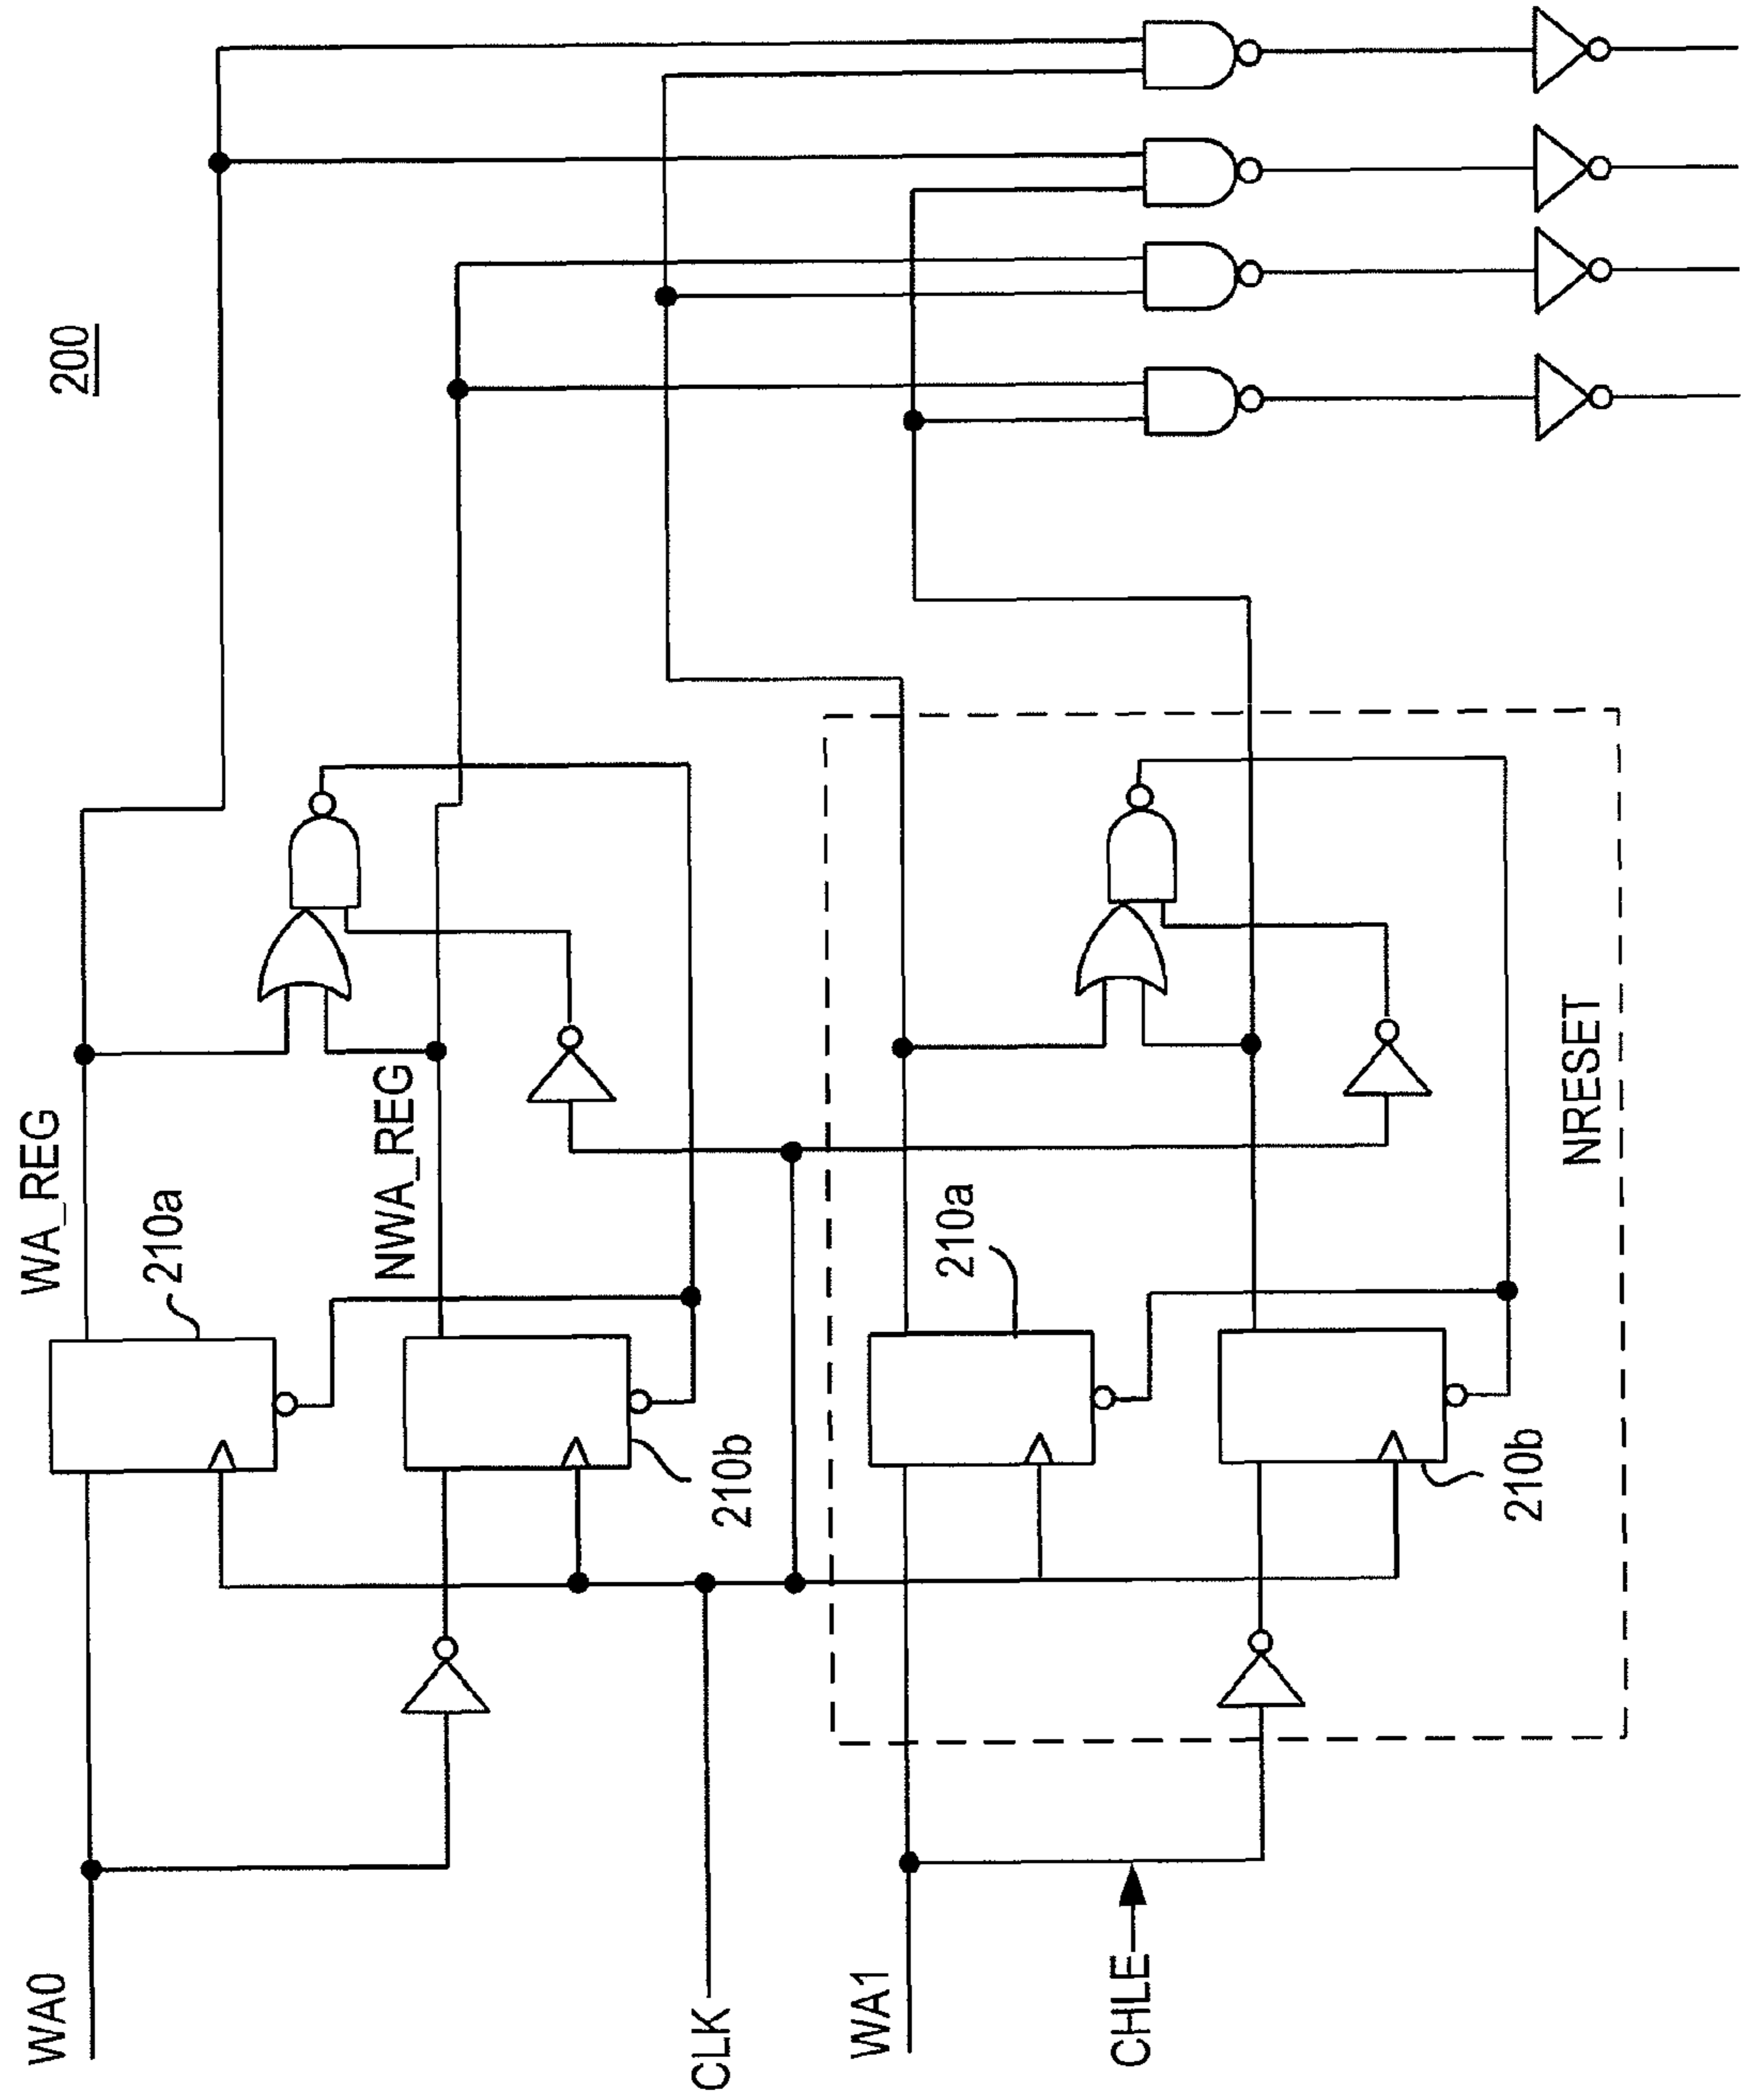 200
WA0
WA_REG
210a
NWA_REG
210b
CLK
WA1
210a
CHLE
210b
NRESET